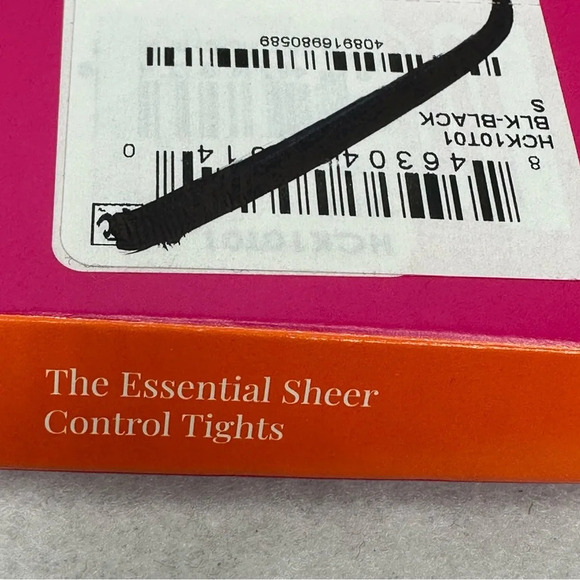 408916980589
HCK10T01
BLK-BLACK
S
The Essential Sheer
Control Tights